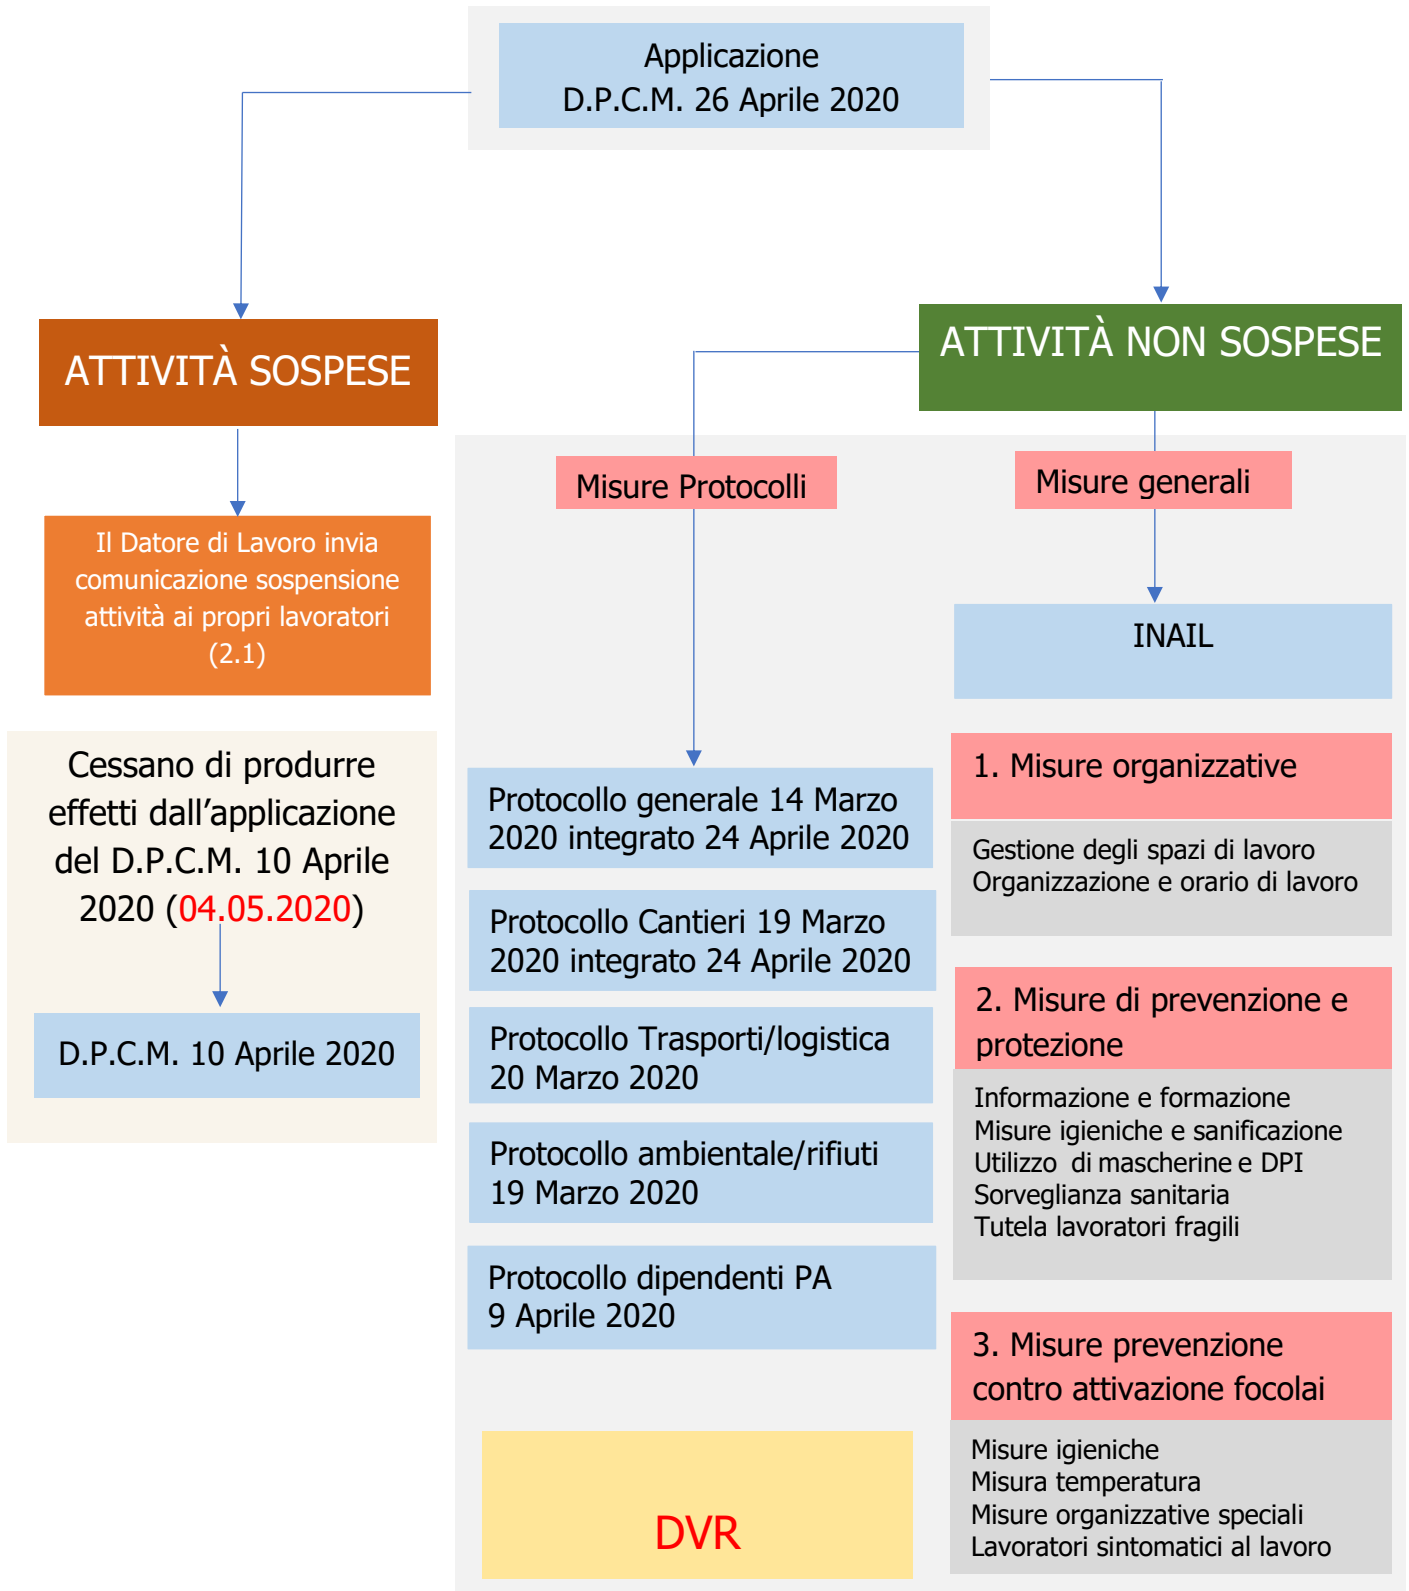 Applicazione
D.P.C.M. 26 Aprile 2020
ATTIVITÀ SOSPESE
Il Datore di Lavoro invia
comunicazione sospensione
attività ai propri lavoratori
(2.1)
Cessano di produrre
effetti dall’applicazione
del D.P.C.M. 10 Aprile
2020 (04.05.2020)
D.P.C.M. 10 Aprile 2020
ATTIVITÀ NON SOSPESE
Misure Protocolli
Protocollo generale 14 Marzo
2020 integrato 24 Aprile 2020
Protocollo Cantieri 19 Marzo
2020 integrato 24 Aprile 2020
Protocollo Trasporti/logistica
20 Marzo 2020
Protocollo ambientale/rifiuti
19 Marzo 2020
Protocollo dipendenti PA
9 Aprile 2020
DVR
Misure generali
INAIL
1. Misure organizzative
Gestione degli spazi di lavoro
Organizzazione e orario di lavoro
2. Misure di prevenzione e
protezione
Informazione e formazione
Misure igieniche e sanificazione
Utilizzo di mascherine e DPI
Sorveglianza sanitaria
Tutela lavoratori fragili
3. Misure prevenzione
contro attivazione focolai
Misure igieniche
Misura temperatura
Misure organizzative speciali
Lavoratori sintomatici al lavoro